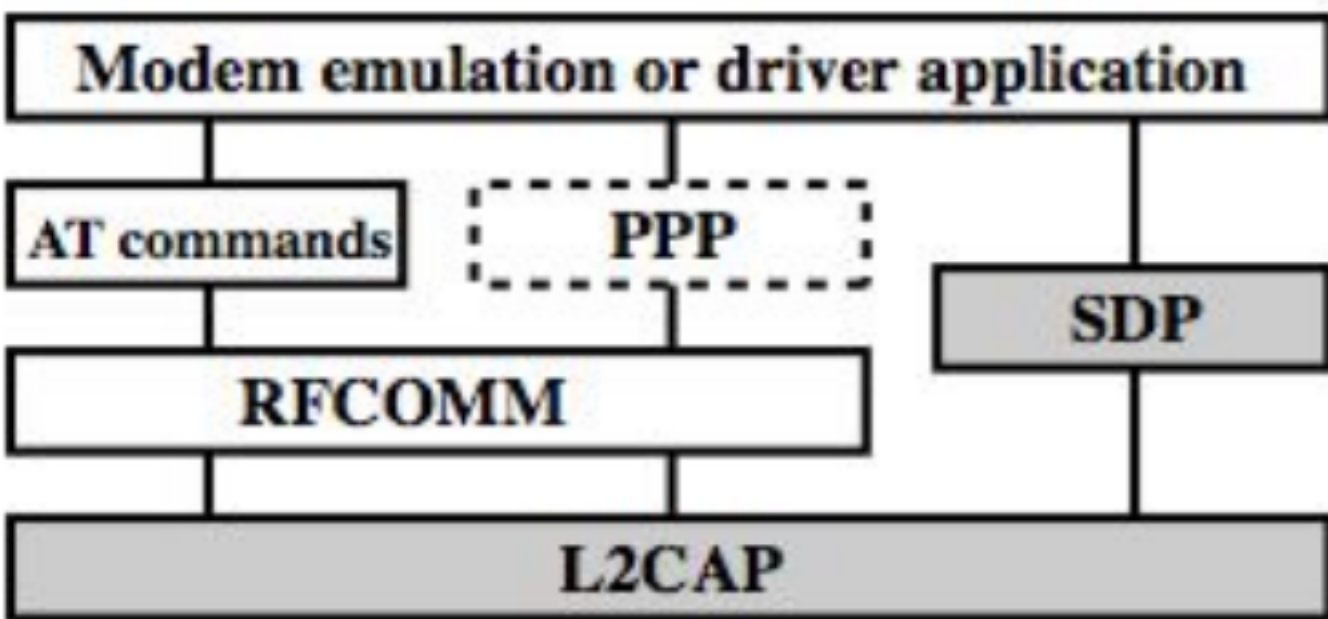 Modem emulation or driver application
AT commands
PPP
SDP
RFCOMM
L2CAP